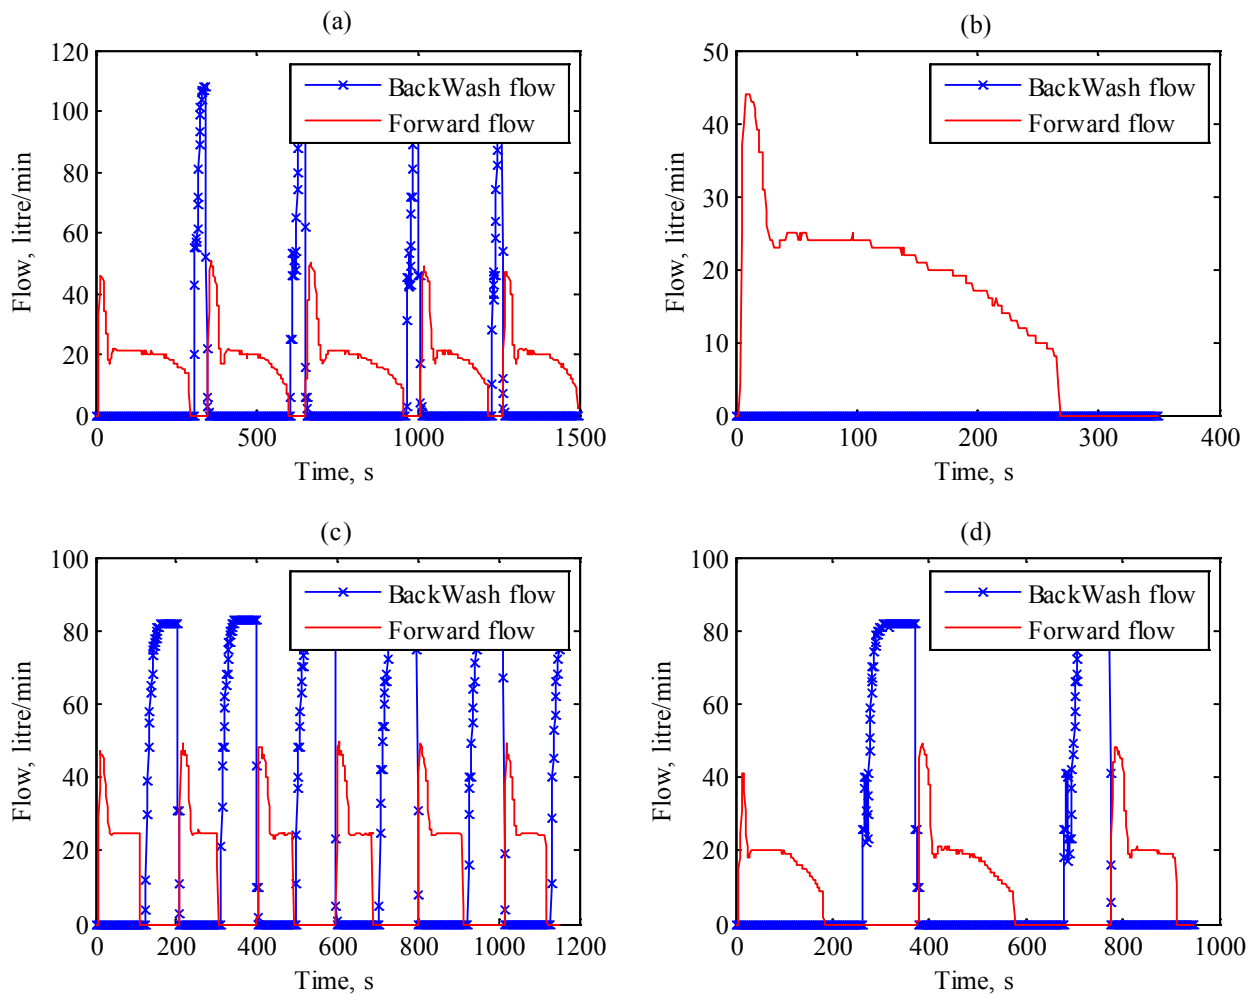 (a)
120
100
80
60
40
20
0
Flow, litre/min
BackWash flow
Forward flow
0 500 1000 1500
Time, s
(b)
50
40
30
20
10
0
Flow, litre/min
BackWash flow
Forward flow
0 100 200 300 400
Time, s
(c)
100
80
60
40
20
0
Flow, litre/min
BackWash flow
Forward flow
0 200 400 600 800 1000 1200
Time, s
(d)
100
80
60
40
20
0
Flow, litre/min
BackWash flow
Forward flow
0 200 400 600 800 1000
Time, s